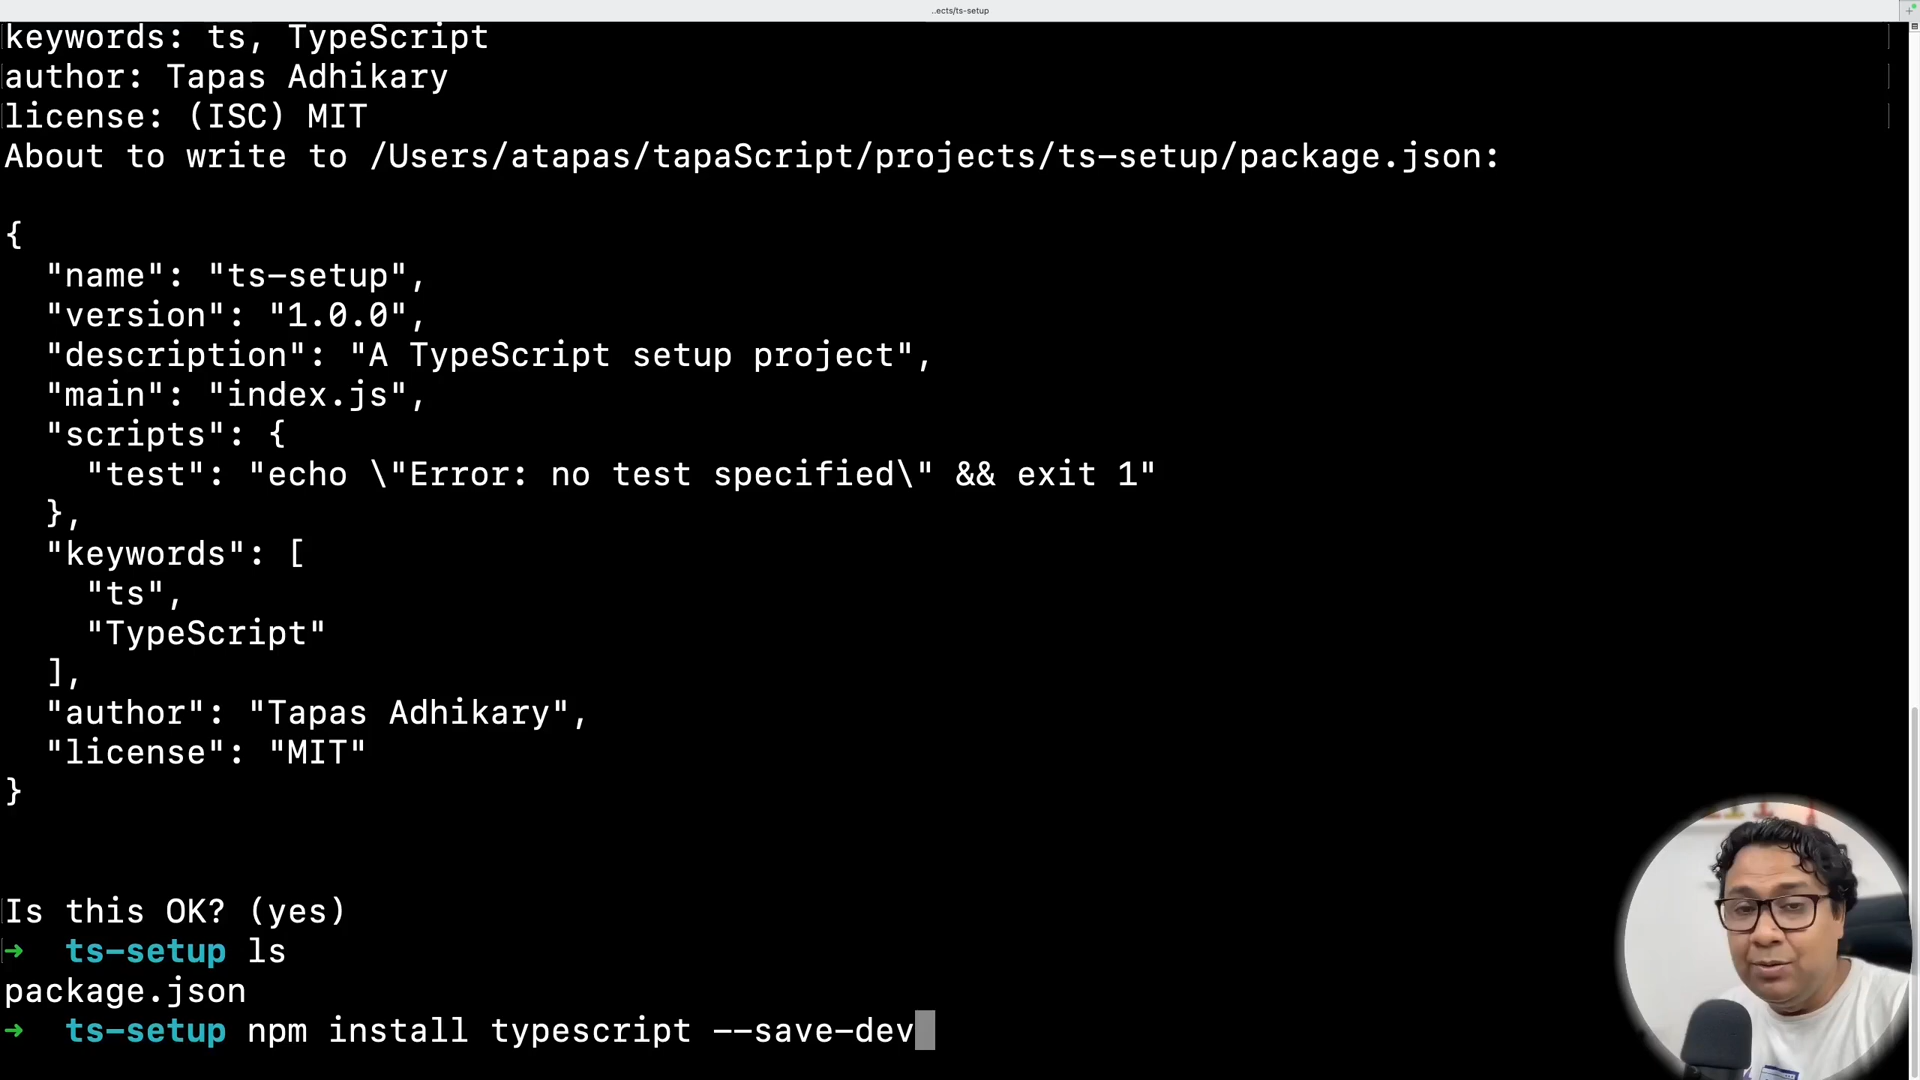 ..ects/ts-setup
keywords: ts, TypeScript
author: Tapas Adhikary
license: (ISC) MIT
About to write to /Users/atapas/tapaScript/projects/ts-setup/package.json:
{
  "name": "ts-setup",
  "version": "1.0.0",
  "description": "A TypeScript setup project",
  "main": "index.js",
  "scripts": {
    "test": "echo \"Error: no test specified\" && exit 1"
  },
  "keywords": [
    "ts",
    "TypeScript"
  ],
  "author": "Tapas Adhikary",
  "license": "MIT"
}
Is this OK? (yes)
➜  ts-setup ls
package.json
➜  ts-setup npm install typescript --save-dev